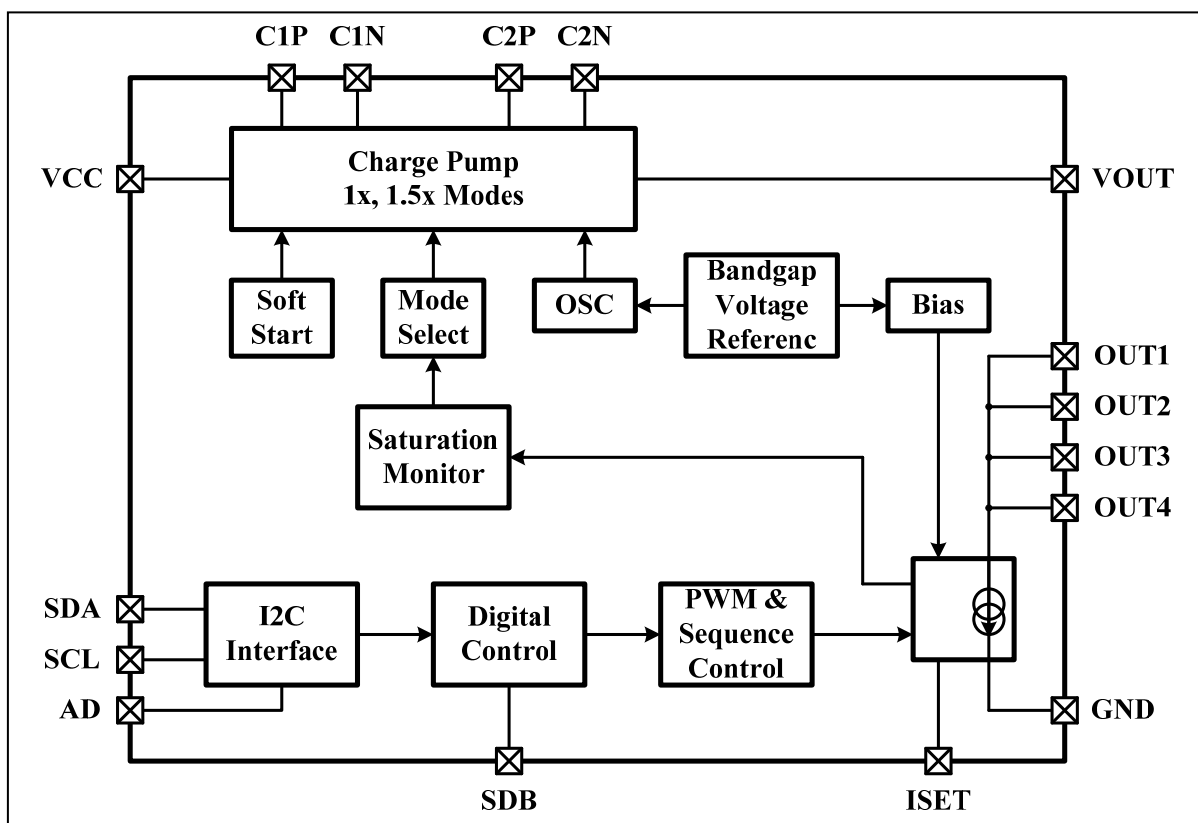 C1P C1N C2P C2N
VCC
Charge Pump
1x, 1.5x Modes
VOUT
Soft
Start
Mode
Select
OSC
Bandgap
Voltage
Referenc
Bias
OUT1
OUT2
OUT3
OUT4
Saturation
Monitor
SDA
SCL
AD
I2C
Interface
Digital
Control
PWM &
Sequence
Control
GND
SDB
ISET